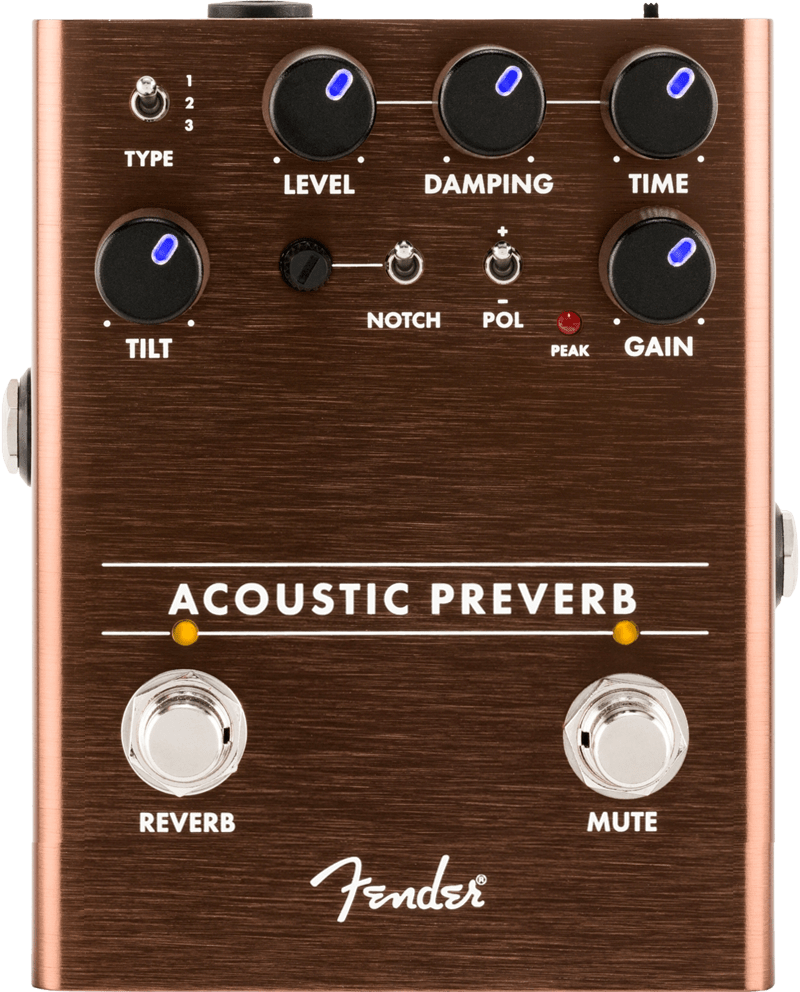 1
2
3
TYPE
LEVEL
DAMPING
TIME
TILT
NOTCH
+
POL
-
PEAK
GAIN
ACOUSTIC PREVERB
REVERB
MUTE
Fender®